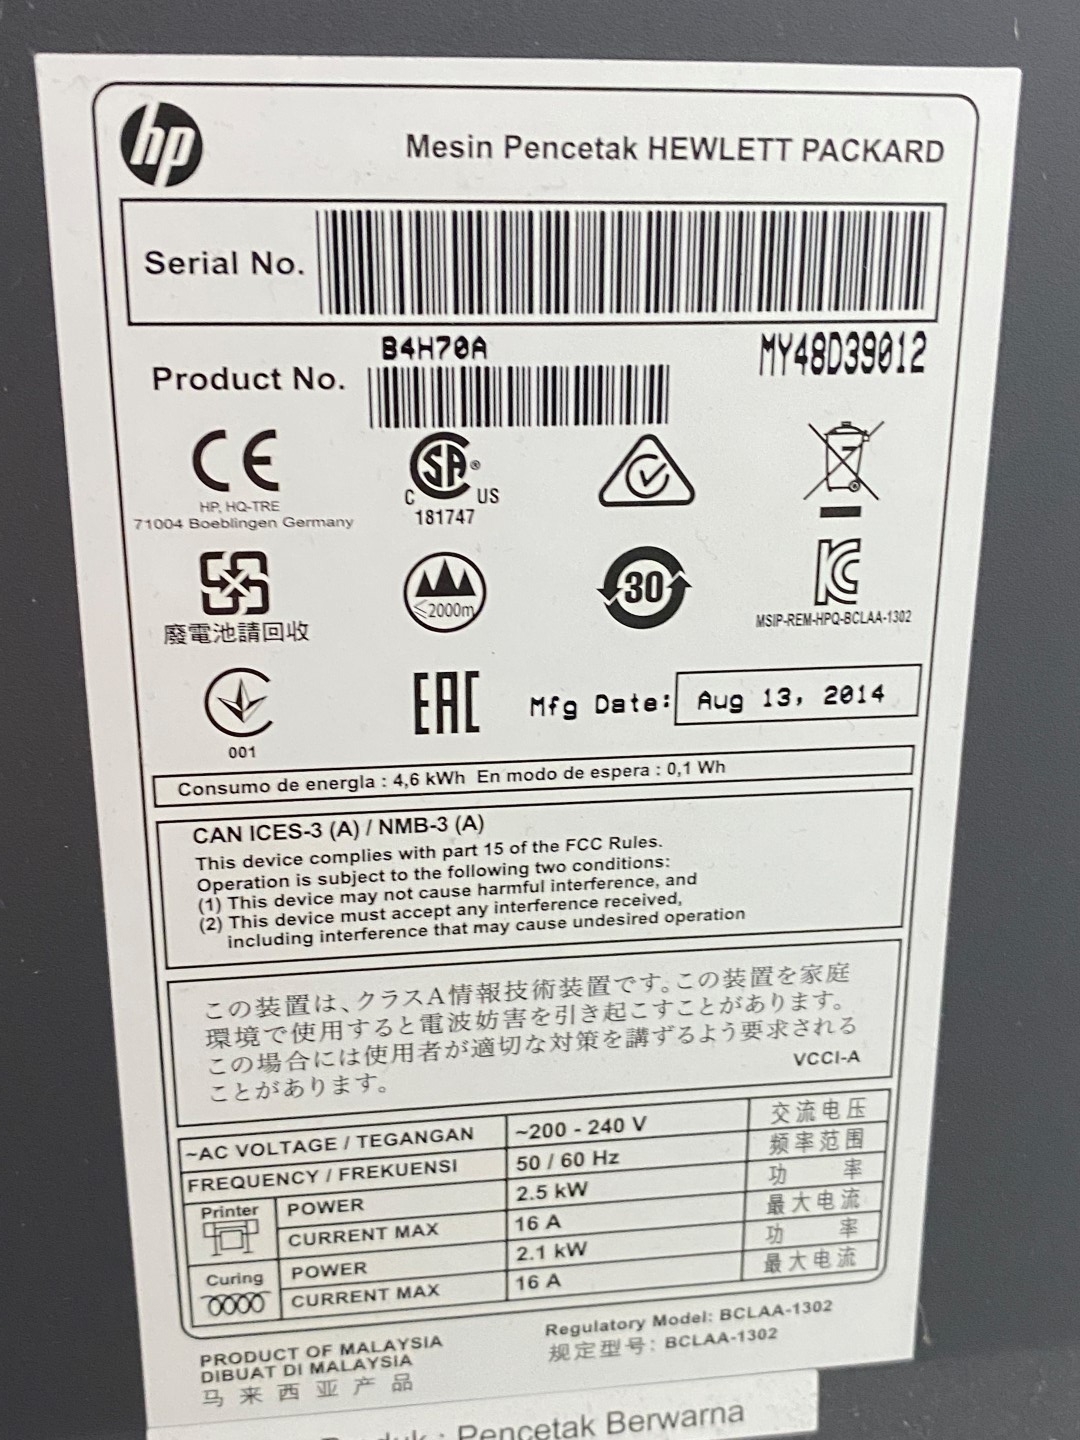 hp
Mesin Pencetak HEWLETT PACKARD
Serial No.
B4H70A
MY48D39012
Product No.
CE
HP, HQ-TRE
71004 Boeblingen Germany
SA®
C US
181747
廢電池請回收
≤2000m
30
KC
MSIP-REM-HPQ-BCLAA-1302
001
EAC
Mfg Date: Aug 13, 2014
Consumo de energla : 4,6 kWh En modo de espera : 0,1 Wh
CAN ICES-3 (A) / NMB-3 (A)
This device complies with part 15 of the FCC Rules.
Operation is subject to the following two conditions:
(1) This device may not cause harmful interference, and
(2) This device must accept any interference received,
including interference that may cause undesired operation
この装置は、クラスA情報技術装置です。この装置を家庭
環境で使用すると電波妨害を引き起こすことがあります。
この場合には使用者が適切な対策を講ずるよう要求される
ことがあります。
VCCI-A
~AC VOLTAGE / TEGANGAN ~200 - 240 V 交流电压
FREQUENCY / FREKUENSI 50 / 60 Hz 频率范围
Printer POWER 2.5 kW 功 率
CURRENT MAX 16 A 最大电流
Curing POWER 2.1 kW 功 率
CURRENT MAX 16 A 最大电流
PRODUCT OF MALAYSIA
DIBUAT DI MALAYSIA
马来西亚产品
Regulatory Model: BCLAA-1302
规定型号: BCLAA-1302
: Pencetak Berwarna